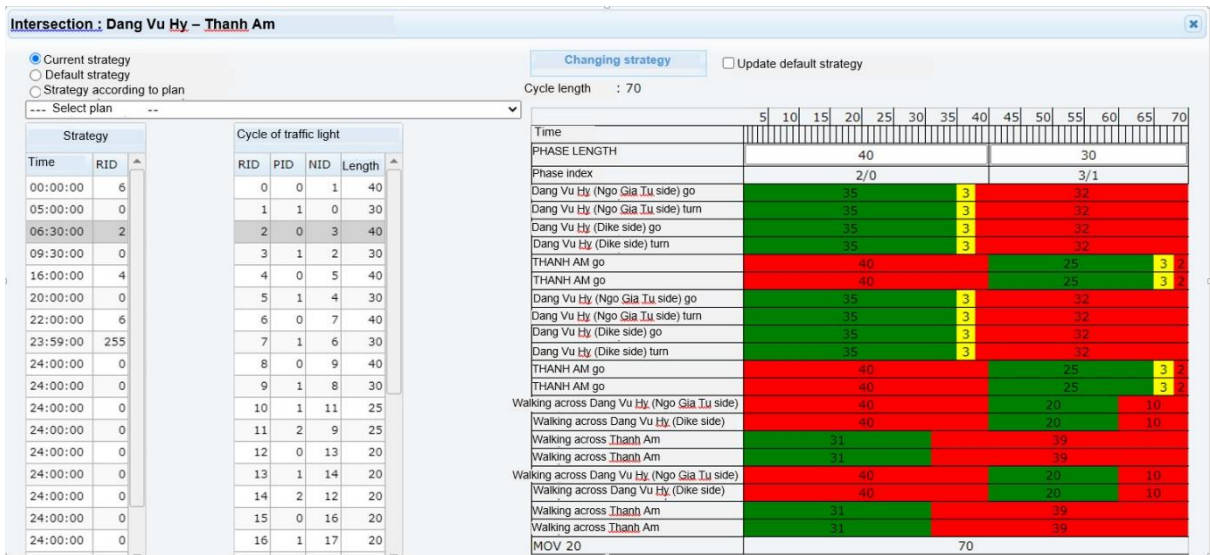 Intersection : Dang Vu Hy – Thanh Am
Current strategy
Default strategy
Strategy according to plan
--- Select plan --
Changing strategy
Update default strategy
Cycle length : 70
Strategy
Time RID
00:00:00 6
05:00:00 0
06:30:00 2
09:30:00 0
16:00:00 4
20:00:00 0
22:00:00 6
23:59:00 255
24:00:00 0
24:00:00 0
24:00:00 0
24:00:00 0
24:00:00 0
24:00:00 0
24:00:00 0
24:00:00 0
24:00:00 0
Cycle of traffic light
RID PID NID Length
0 0 1 40
1 1 0 30
2 0 3 40
3 1 2 30
4 0 5 40
5 1 4 30
6 0 7 40
7 1 6 30
8 0 9 40
9 1 8 30
10 1 11 25
11 2 9 25
12 0 13 20
13 1 14 20
14 2 12 20
15 0 16 20
16 1 17 20
5 10 15 20 25 30 35 40 45 50 55 60 65 70
Time
PHASE LENGTH 40 30
Phase index 2/0 3/1
Dang Vu Hy (Ngo Gia Tu side) go 35 3 32
Dang Vu Hy (Ngo Gia Tu side) turn 35 3 32
Dang Vu Hy (Dike side) go 35 3 32
Dang Vu Hy (Dike side) turn 35 3 32
THANH AM go 40 25 3 2
THANH AM go 40 25 3 2
Dang Vu Hy (Ngo Gia Tu side) go 35 3 32
Dang Vu Hy (Ngo Gia Tu side) turn 35 3 32
Dang Vu Hy (Dike side) go 35 3 32
Dang Vu Hy (Dike side) turn 35 3 32
THANH AM go 40 25 3 2
THANH AM go 40 25 3 2
Walking across Dang Vu Hy (Ngo Gia Tu side) 40 20 10
Walking across Dang Vu Hy (Dike side) 40 20 10
Walking across Thanh Am 31 39
Walking across Thanh Am 31 39
Walking across Dang Vu Hy (Ngo Gia Tu side) 40 20 10
Walking across Dang Vu Hy (Dike side) 40 20 10
Walking across Thanh Am 31 39
Walking across Thanh Am 31 39
MOV 20 70